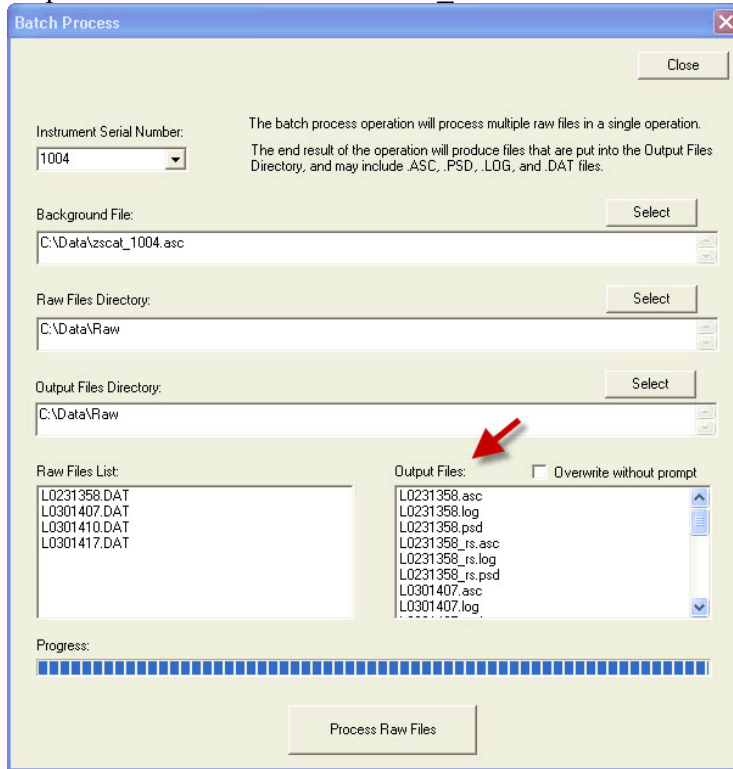 Batch Process
Close
Instrument Serial Number:
1004
The batch process operation will process multiple raw files in a single operation.
The end result of the operation will produce files that are put into the Output Files
Directory, and may include .ASC, .PSD, .LOG, and .DAT files.
Background File:
Select
C:\Data\zscat_1004.asc
Raw Files Directory:
Select
C:\Data\Raw
Output Files Directory:
Select
C:\Data\Raw
Raw Files List:
L0231358.DAT
L0301407.DAT
L0301410.DAT
L0301417.DAT
Output Files:
Overwrite without prompt
L0231358.asc
L0231358.log
L0231358.psd
L0231358_rs.asc
L0231358_rs.log
L0231358_rs.psd
L0301407.asc
L0301407.log
Progress:
Process Raw Files